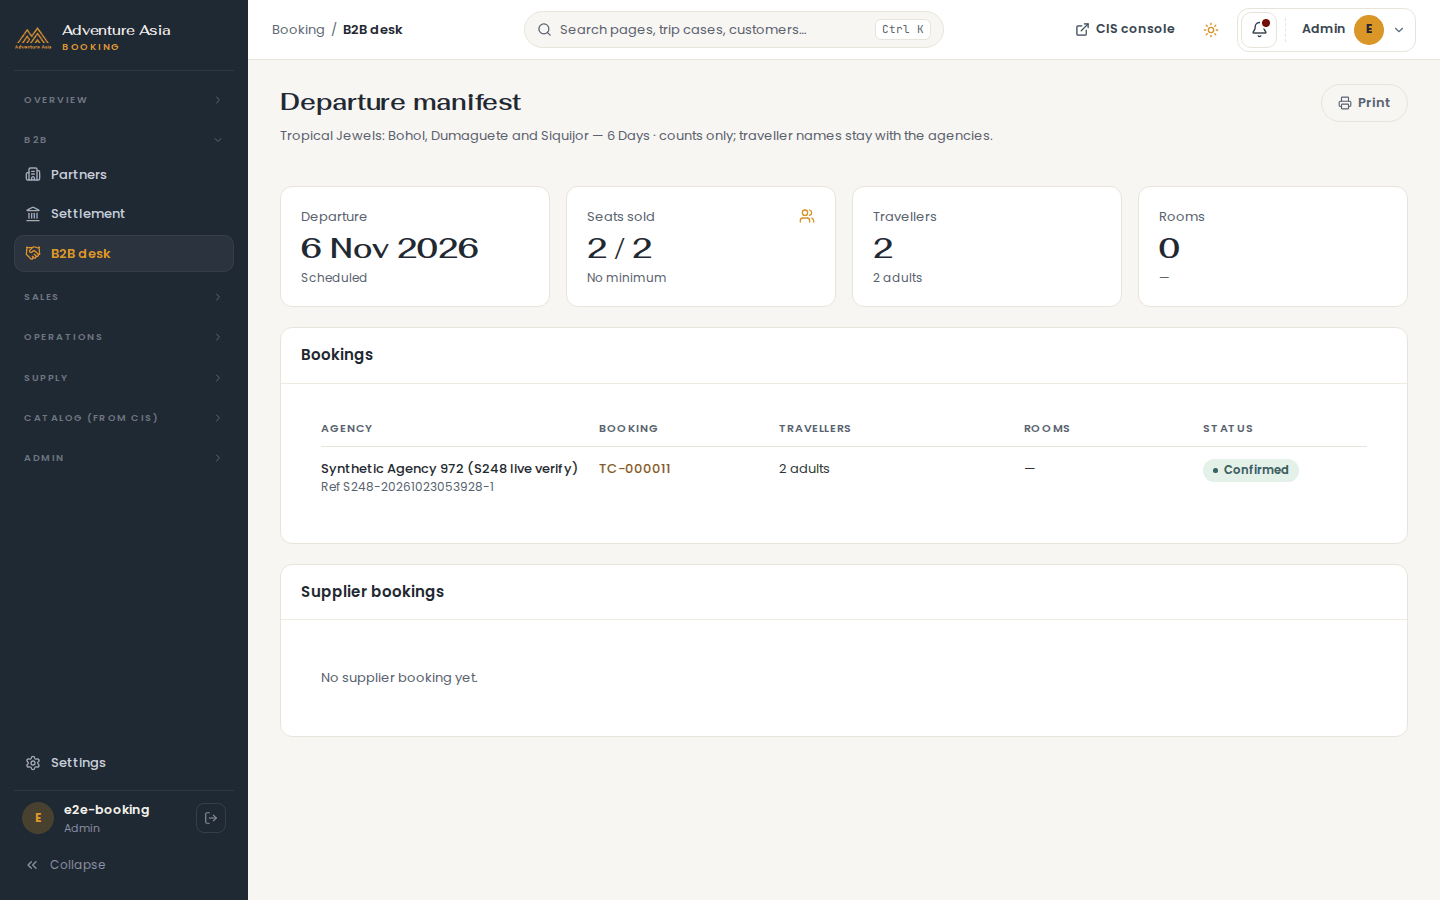 Adventure Asia
BOOKING
Adventure Asia
OVERVIEW
B2B
Partners
Settlement
B2B desk
SALES
OPERATIONS
SUPPLY
CATALOG (FROM CIS)
ADMIN
Settings
E
e2e-booking
Admin
Collapse
Booking / B2B desk
Search pages, trip cases, customers...
Ctrl K
CIS console
Admin
E
Departure manifest
Print
Tropical Jewels: Bohol, Dumaguete and Siquijor — 6 Days · counts only; traveller names stay with the agencies.
Departure
6 Nov 2026
Scheduled
Seats sold
2 / 2
No minimum
Travellers
2
2 adults
Rooms
0
—
Bookings
AGENCY BOOKING TRAVELLERS ROOMS STATUS
Synthetic Agency 972 (S248 live verify) TC-000011 2 adults — Confirmed
Ref S248-20261023053928-1
Supplier bookings
No supplier booking yet.